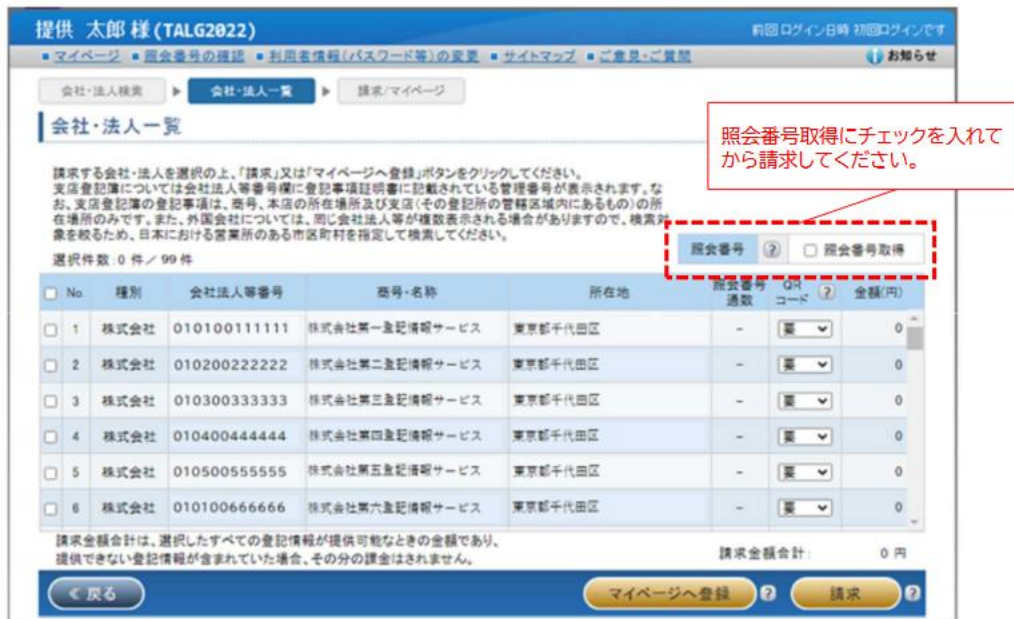 提供 太郎 様 (TALG2022)
前回ログイン日時 初回ログインです
■マイページ ■照会番号の確認 ■利用者情報(パスワード等)の変更 ■サイトマップ ■ご意見・ご質問
i お知らせ
会社・法人検索 ▶ 会社・法人一覧 ▶ 請求/マイページ
会社・法人一覧
照会番号取得にチェックを入れて
から請求してください。
請求する会社・法人を選択の上、「請求」又は「マイページへ登録」ボタンをクリックしてください。
支店登記簿については会社法人等番号欄に登記事項証明書に記載されている管理番号が表示されます。な
お、支店登記簿の登記事項は、商号、本店の所在場所及び支店(その登記所の管轄区域内にあるもの)の所
在場所のみです。また、外国会社については、同じ会社法人等が複数表示される場合がありますので、検索対
象を絞るため、日本における営業所のある市区町村を指定して検索してください。
照会番号 ? 照会番号取得
選択件数:0 件/ 99 件
No. 種別 会社法人等番号 商号・名称 所在地 照会番号通数 QRコード ? 金額(円)
1 株式会社 010100111111 株式会社第一登記情報サービス 東京都千代田区 - 要 0
2 株式会社 010200222222 株式会社第二登記情報サービス 東京都千代田区 - 要 0
3 株式会社 010300333333 株式会社第三登記情報サービス 東京都千代田区 - 要 0
4 株式会社 010400444444 株式会社第四登記情報サービス 東京都千代田区 - 要 0
5 株式会社 010500555555 株式会社第五登記情報サービス 東京都千代田区 - 要 0
6 株式会社 010100666666 株式会社第六登記情報サービス 東京都千代田区 - 要 0
請求金額合計は、選択したすべての登記情報が提供可能なときの金額であり、
提供できない登記情報が含まれていた場合、その分の課金はされません。
請求金額合計: 0 円
≪ 戻る マイページへ登録 ? 請求 ?